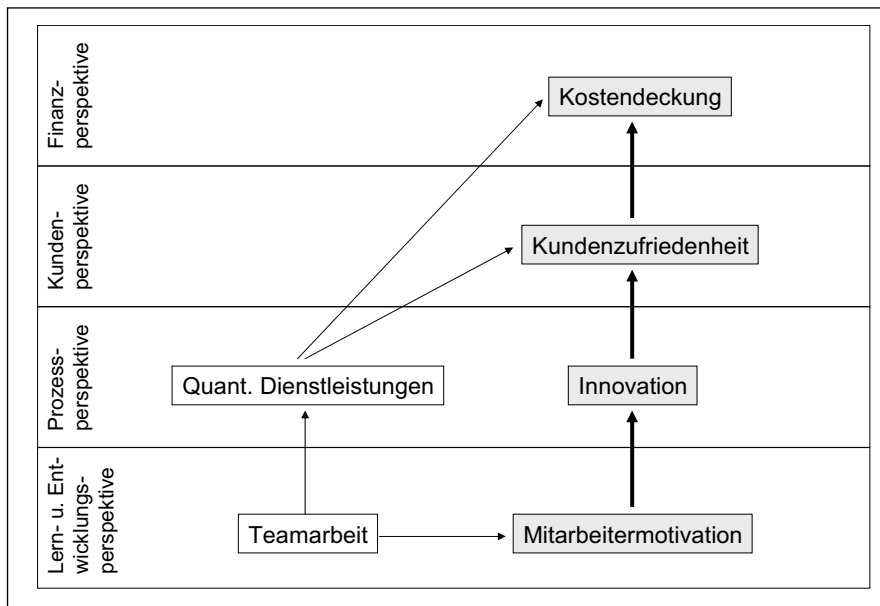 Finanz-
perspektive
Kostendeckung
Kunden-
perspektive
Kundenzufriedenheit
Prozess-
perspektive
Quant. Dienstleistungen
Innovation
Lern- u. Ent-
wicklungs-
perspektive
Teamarbeit
Mitarbeitermotivation